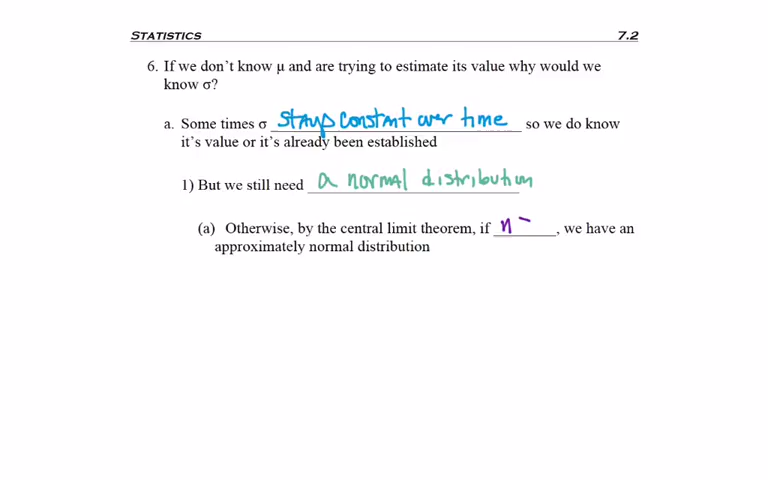 STATISTICS 7.2
6. If we don't know μ and are trying to estimate its value why would we
know σ?
a. Some times σ stays constant over time so we do know
it's value or it's already been established
1) But we still need a normal distribution
(a) Otherwise, by the central limit theorem, if n , we have an
approximately normal distribution